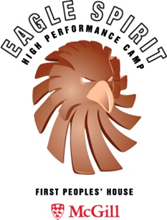 EAGLE SPIRIT
HIGH PERFORMANCE CAMP
FIRST PEOPLES' HOUSE
McGill